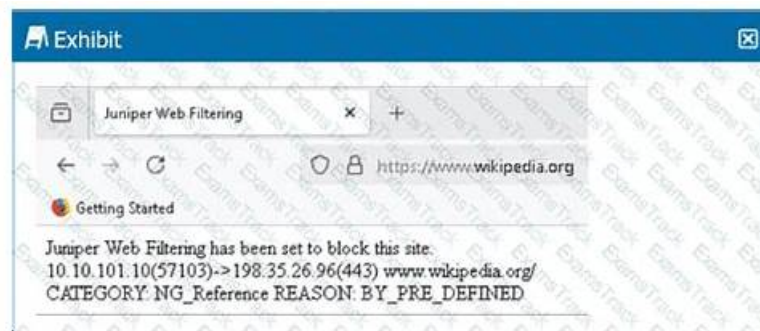 Exhibit
Juniper Web Filtering
https://www.wikipedia.org
Getting Started
Juniper Web Filtering has been set to block this site.
10.10.101.10(57103)->198.35.26.96(443) www.wikipedia.org/
CATEGORY: NG_Reference REASON: BY_PRE_DEFINED